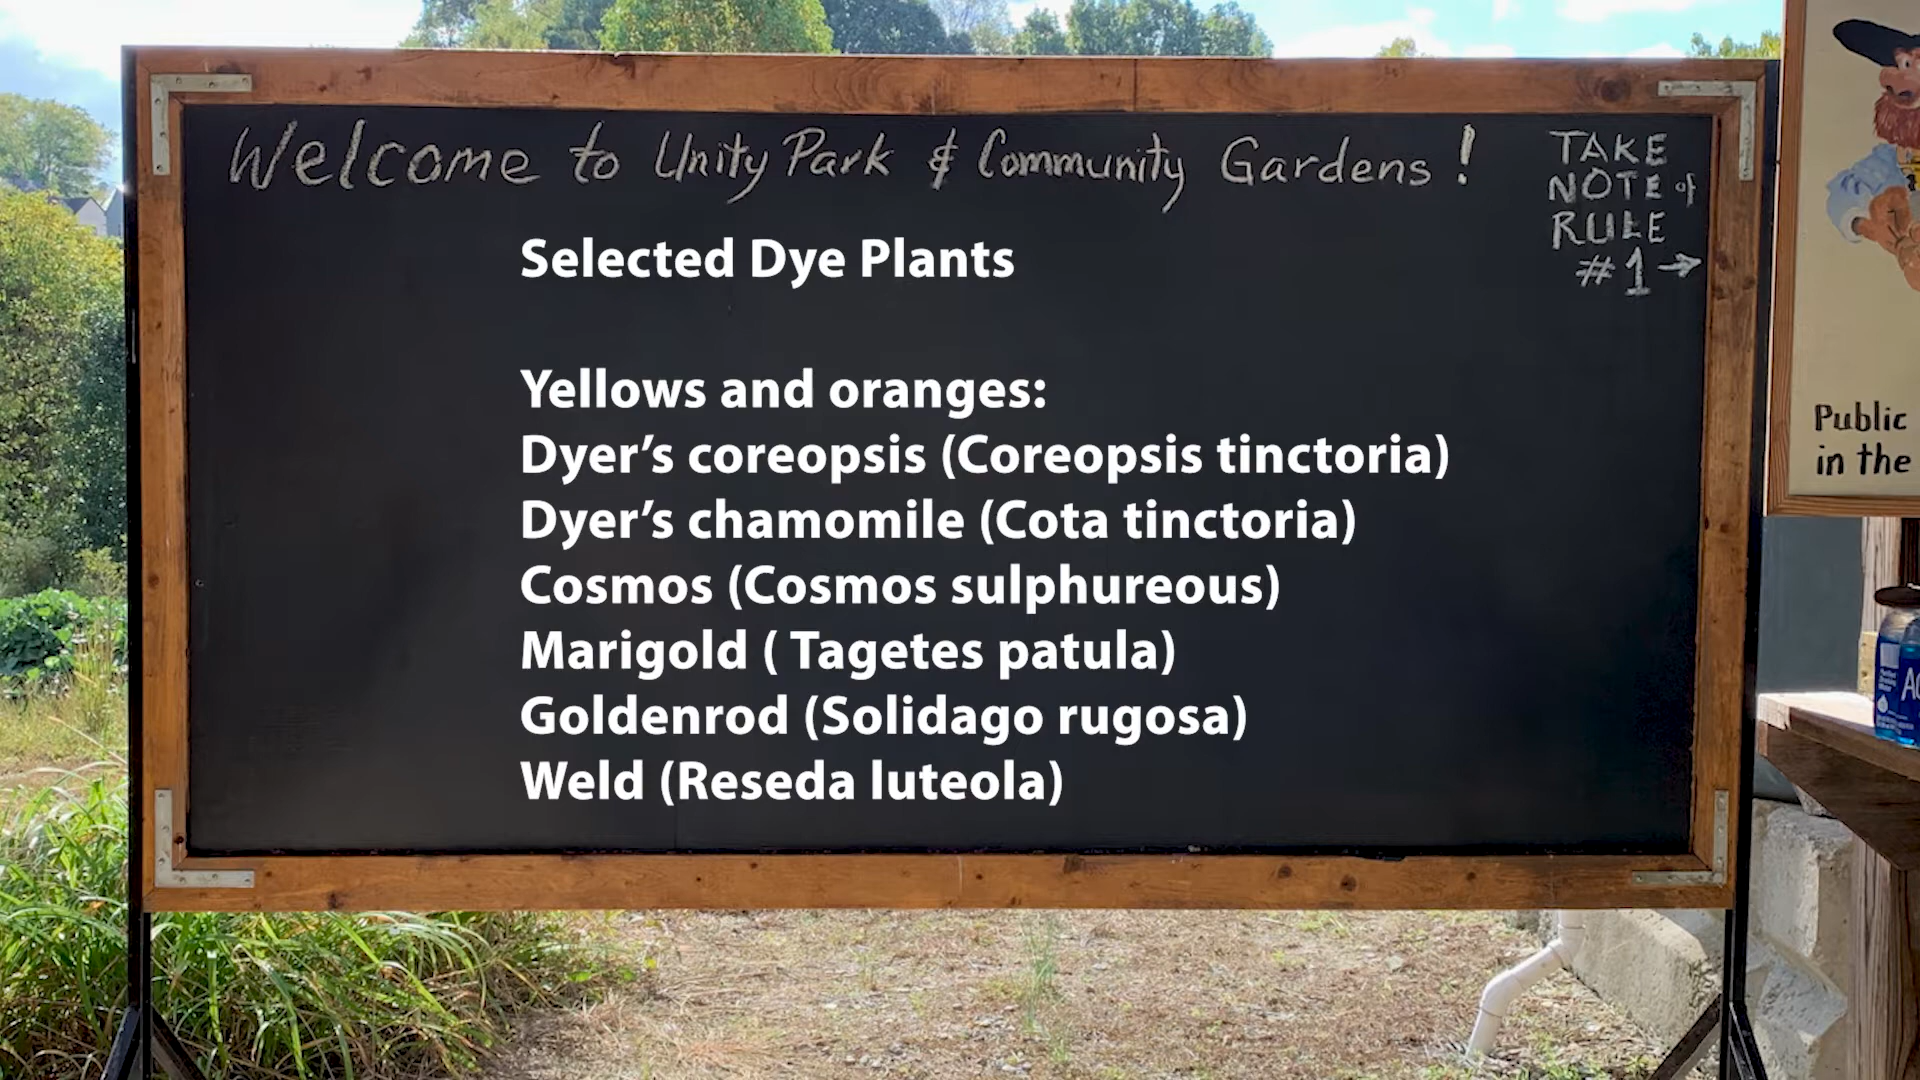 Welcome to Unity Park & Community Gardens!
TAKE
NOTE of
RULE
#1→
Selected Dye Plants
Yellows and oranges:
Dyer’s coreopsis (Coreopsis tinctoria)
Dyer’s chamomile (Cota tinctoria)
Cosmos (Cosmos sulphureous)
Marigold ( Tagetes patula)
Goldenrod (Solidago rugosa)
Weld (Reseda luteola)
Public
in the